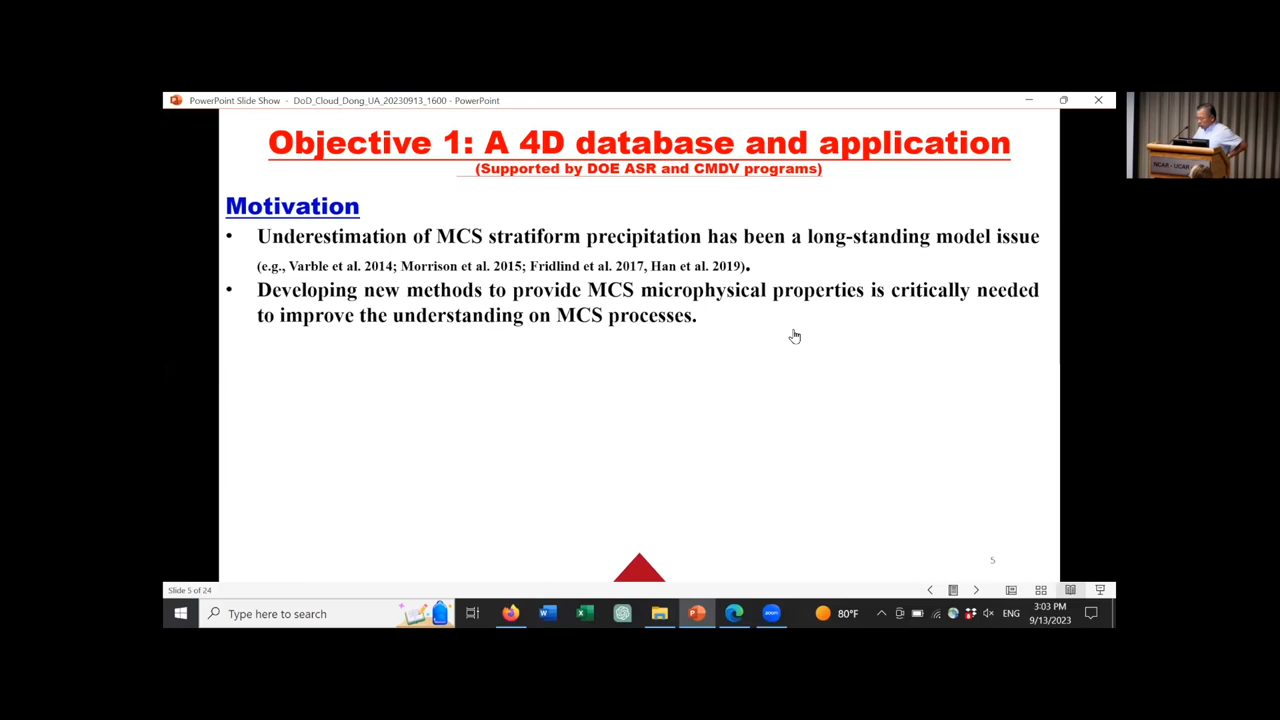 PowerPoint Slide Show - DoD_Cloud_Dong_UA_20230913_1600 - PowerPoint
Objective 1: A 4D database and application
(Supported by DOE ASR and CMDV programs)
Motivation
• Underestimation of MCS stratiform precipitation has been a long-standing model issue
(e.g., Varble et al. 2014; Morrison et al. 2015; Fridlind et al. 2017, Han et al. 2019).
• Developing new methods to provide MCS microphysical properties is critically needed
to improve the understanding on MCS processes.
5
Slide 5 of 24
Type here to search
zoom
80°F
ENG
3:03 PM
9/13/2023
NCAR - UCAR